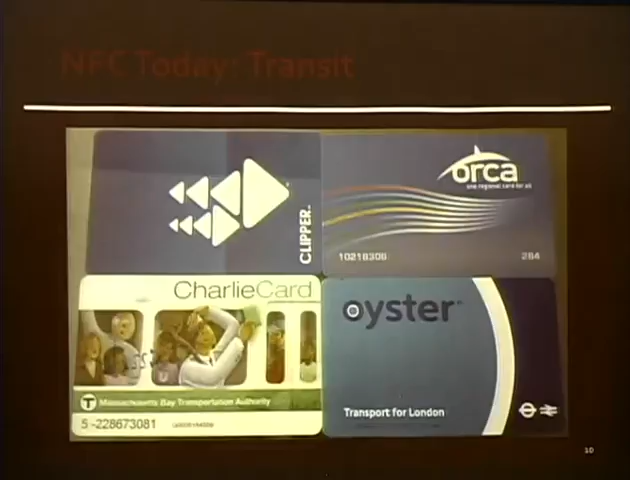 NFC Today: Transit
CLIPPER.
orca
one regional card for all
10218308
284
CharlieCard
T Massachusetts Bay Transportation Authority
5 -228673081
oyster
Transport for London
10